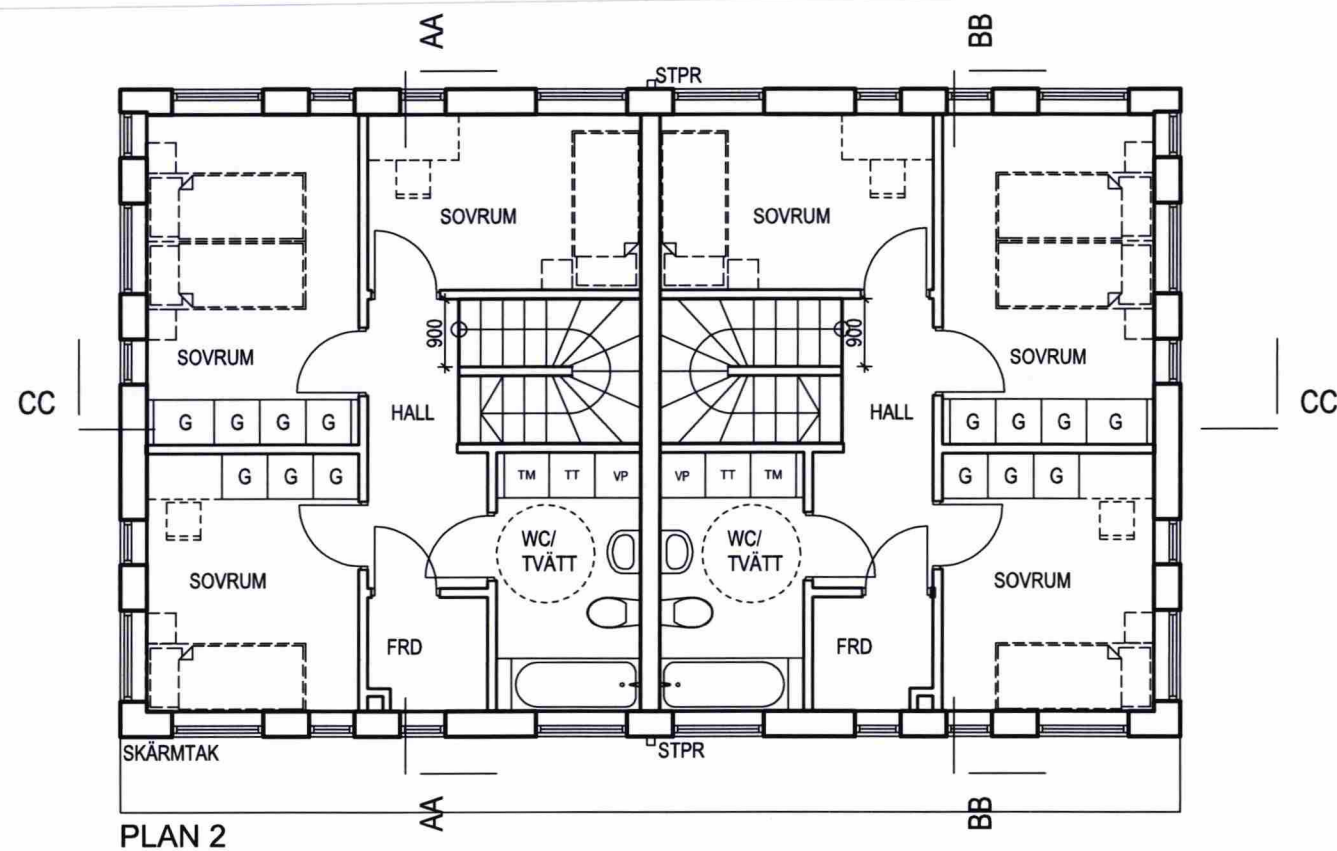 AA
BB
STPR
SOVRUM
SOVRUM
900
900
SOVRUM
SOVRUM
CC
CC
HALL
HALL
G G G G
G G G G
G G G
TM TT VP
VP TT TM
G G G
WC/
TVÄTT
WC/
TVÄTT
SOVRUM
SOVRUM
FRD
FRD
SKÄRMTAK
STPR
AA
BB
PLAN 2